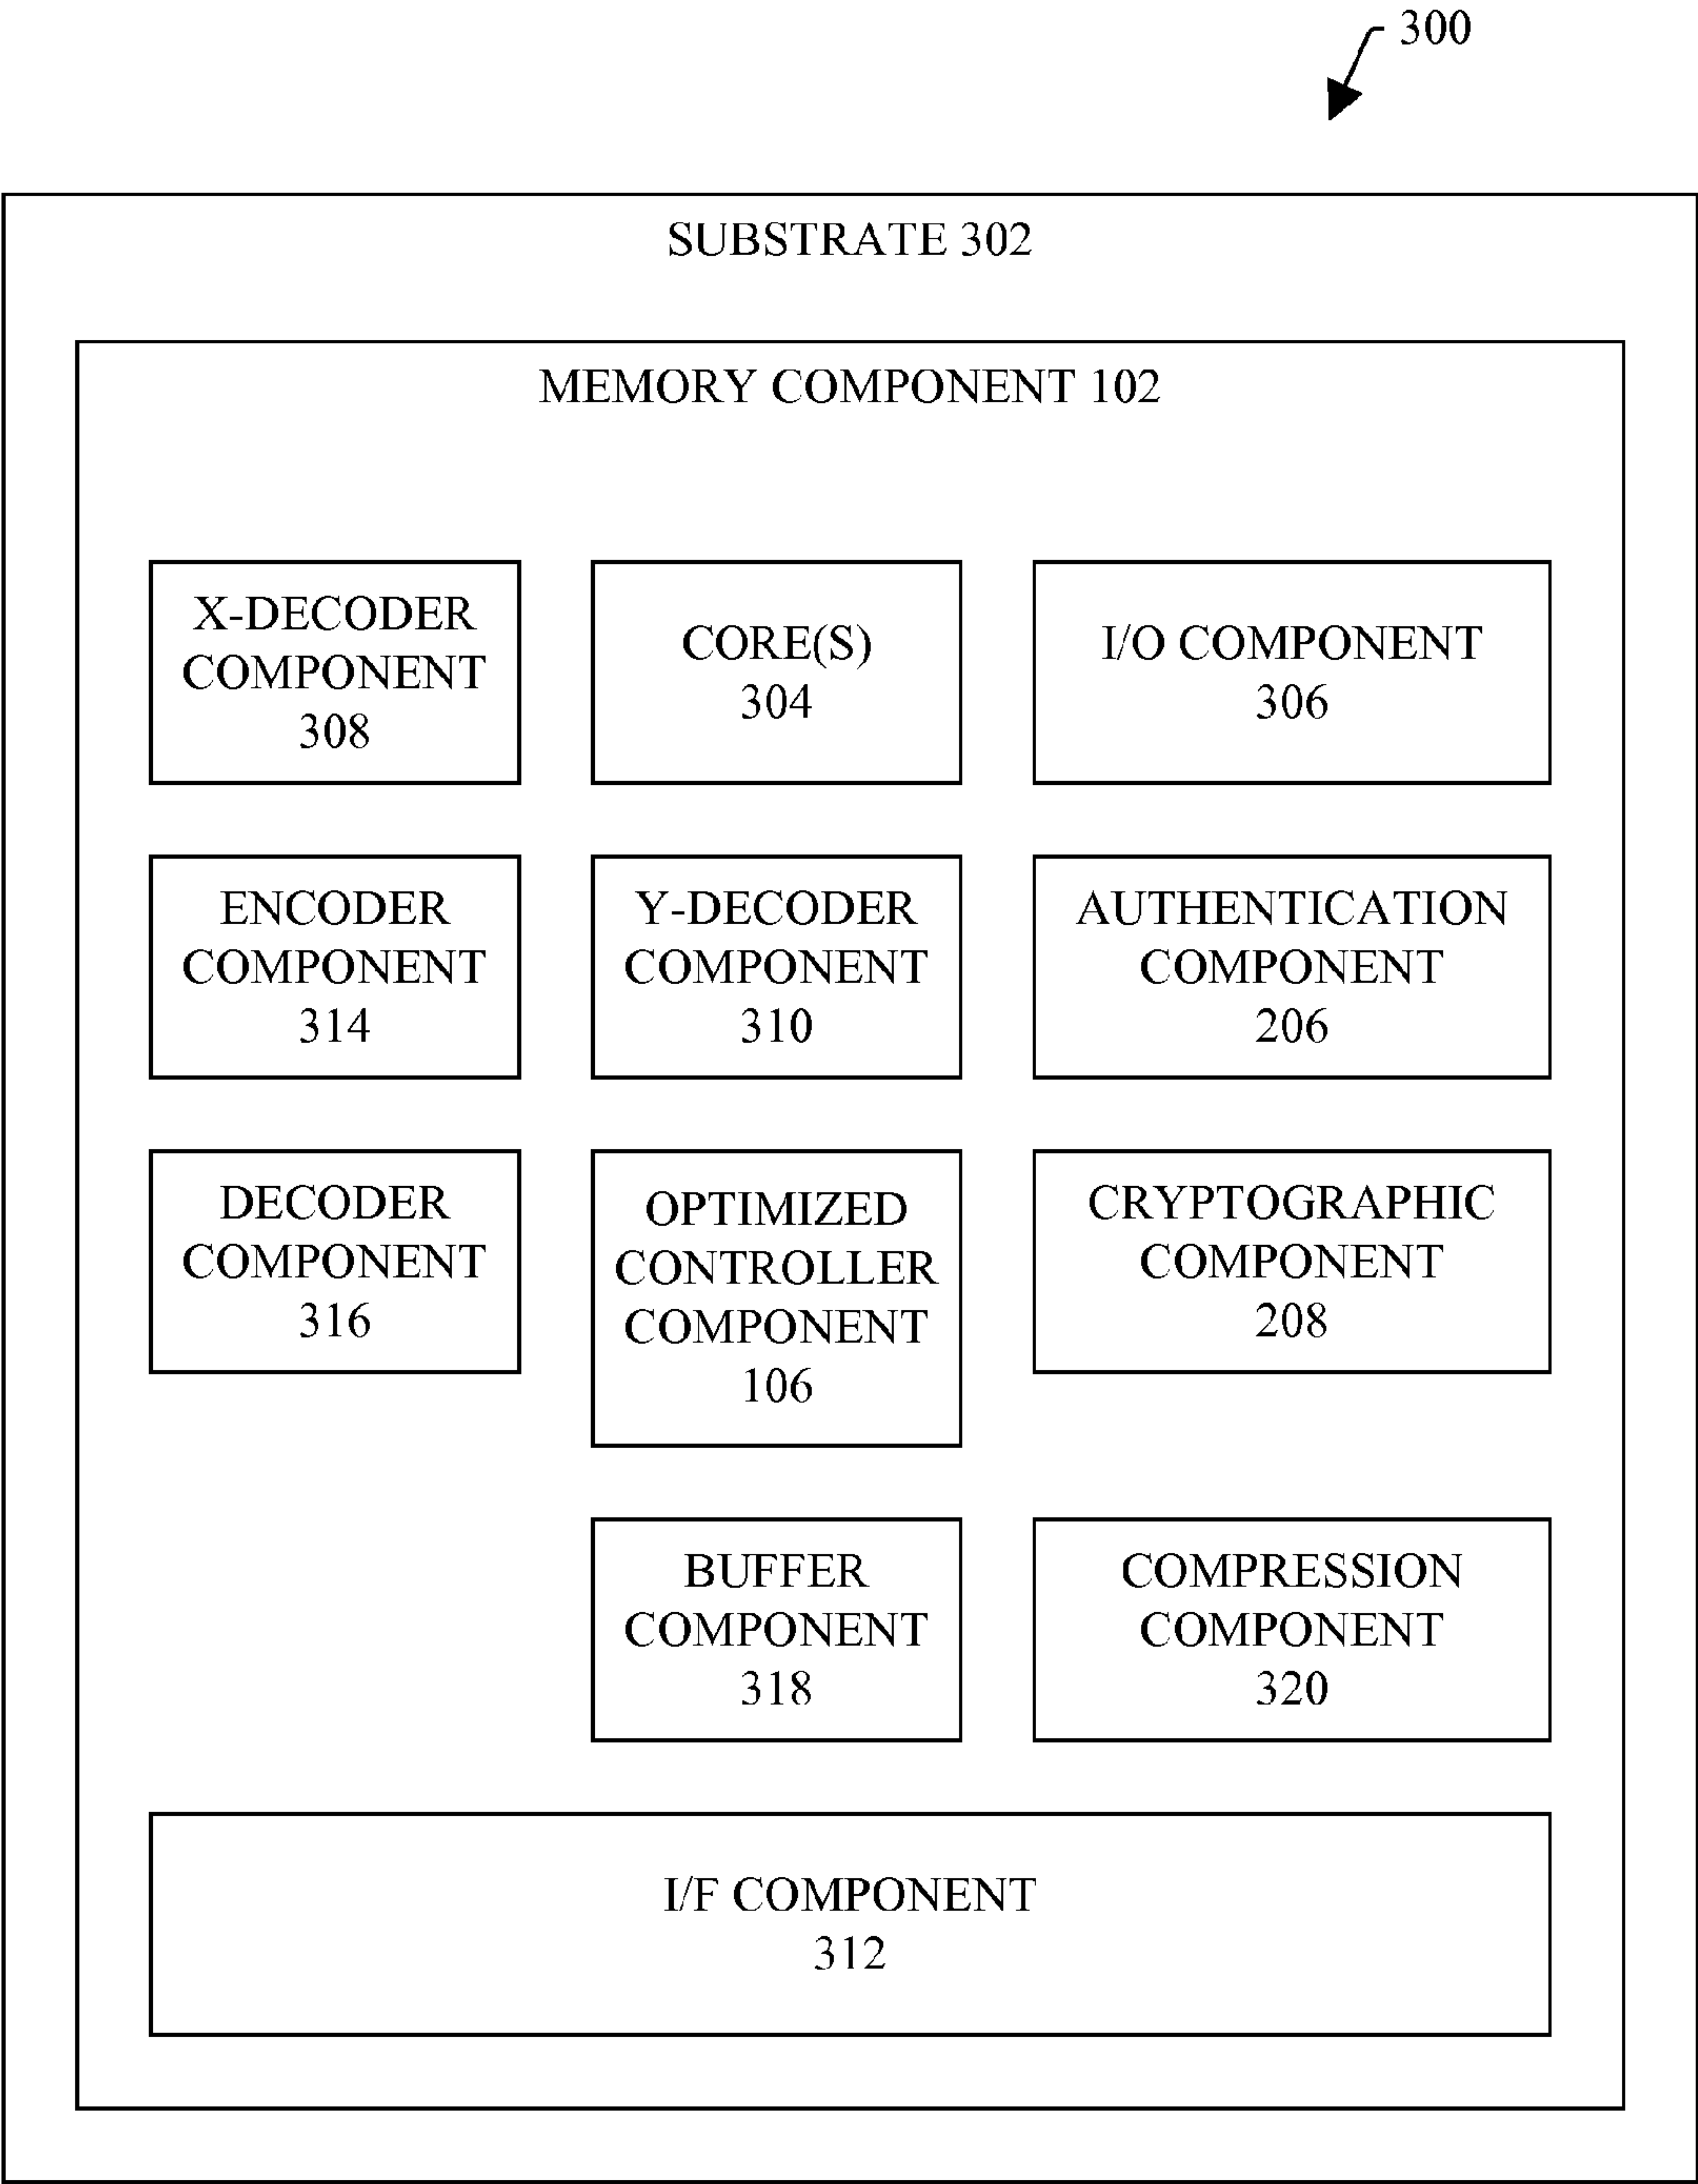 300
SUBSTRATE 302
MEMORY COMPONENT 102
X-DECODER
COMPONENT
308
CORE(S)
304
I/O COMPONENT
306
ENCODER
COMPONENT
314
Y-DECODER
COMPONENT
310
AUTHENTICATION
COMPONENT
206
DECODER
COMPONENT
316
OPTIMIZED
CONTROLLER
COMPONENT
106
CRYPTOGRAPHIC
COMPONENT
208
BUFFER
COMPONENT
318
COMPRESSION
COMPONENT
320
I/F COMPONENT
312